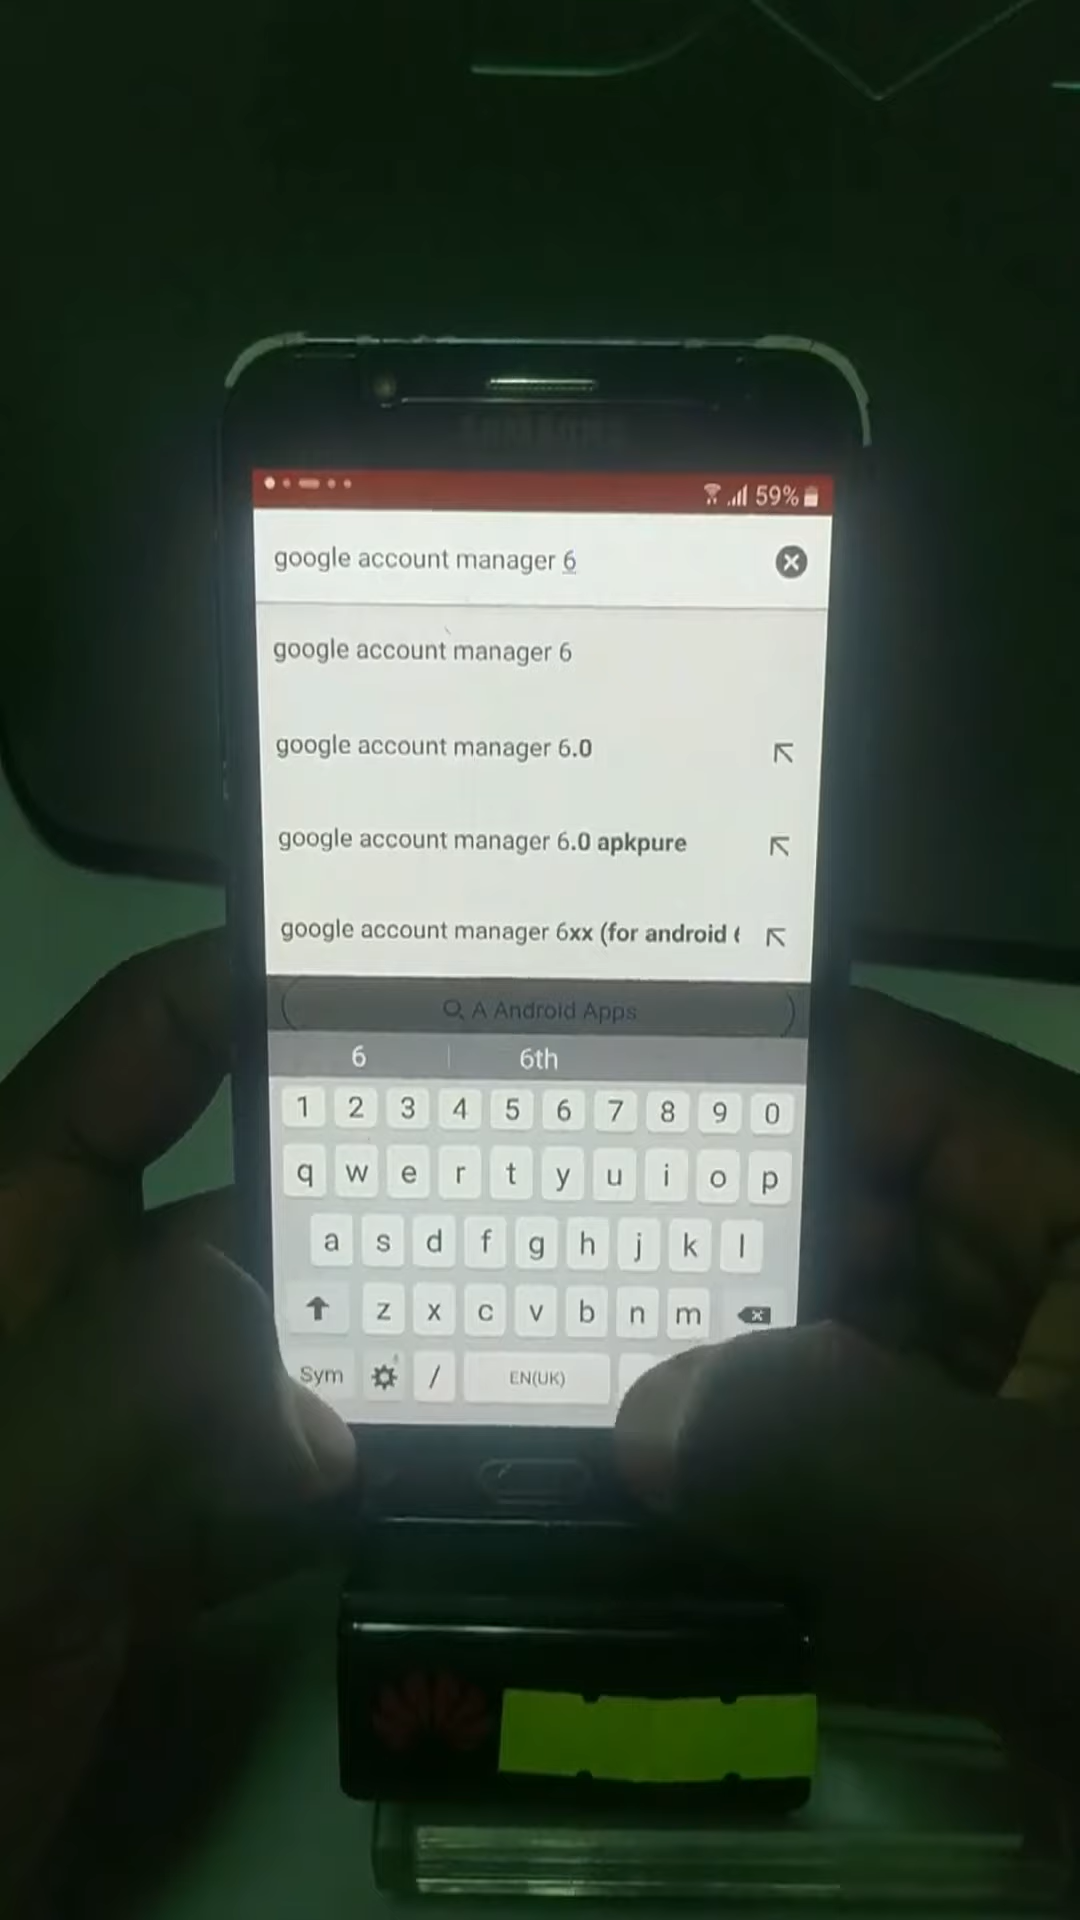 59%
google account manager 6
google account manager 6
google account manager 6.0
google account manager 6.0 apkpure
google account manager 6xx (for android
A Android Apps
6 6th
1 2 3 4 5 6 7 8 9 0
q w e r t y u i o p
a s d f g h j k l
z x c v b n m
Sym / EN(UK)